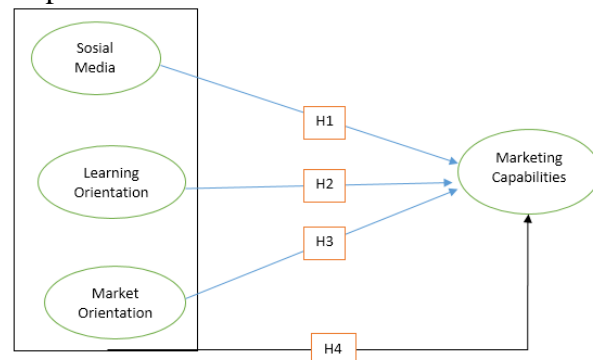 Sosial
Media
H1
Learning
Orientation
H2
Marketing
Capabilities
H3
Market
Orientation
H4